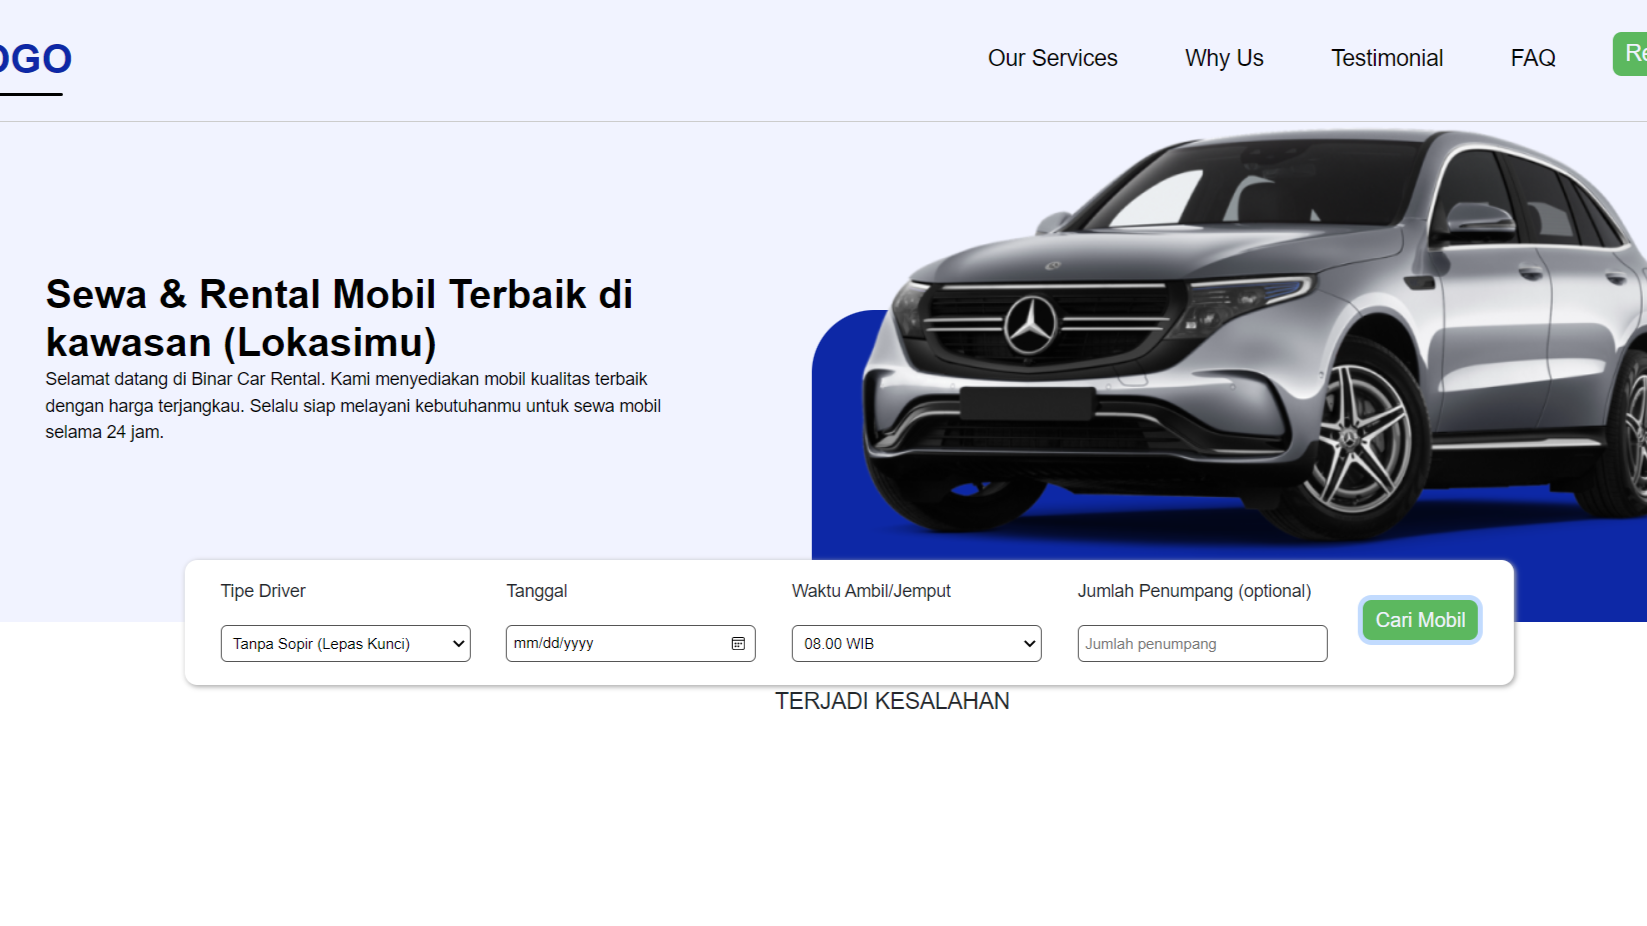 OGO
Our Services
Why Us
Testimonial
FAQ
Re
Sewa & Rental Mobil Terbaik di
kawasan (Lokasimu)
Selamat datang di Binar Car Rental. Kami menyediakan mobil kualitas terbaik
dengan harga terjangkau. Selalu siap melayani kebutuhanmu untuk sewa mobil
selama 24 jam.
Tipe Driver
Tanggal
Waktu Ambil/Jemput
Jumlah Penumpang (optional)
Tanpa Sopir (Lepas Kunci)
mm/dd/yyyy
08.00 WIB
Jumlah penumpang
Cari Mobil
TERJADI KESALAHAN